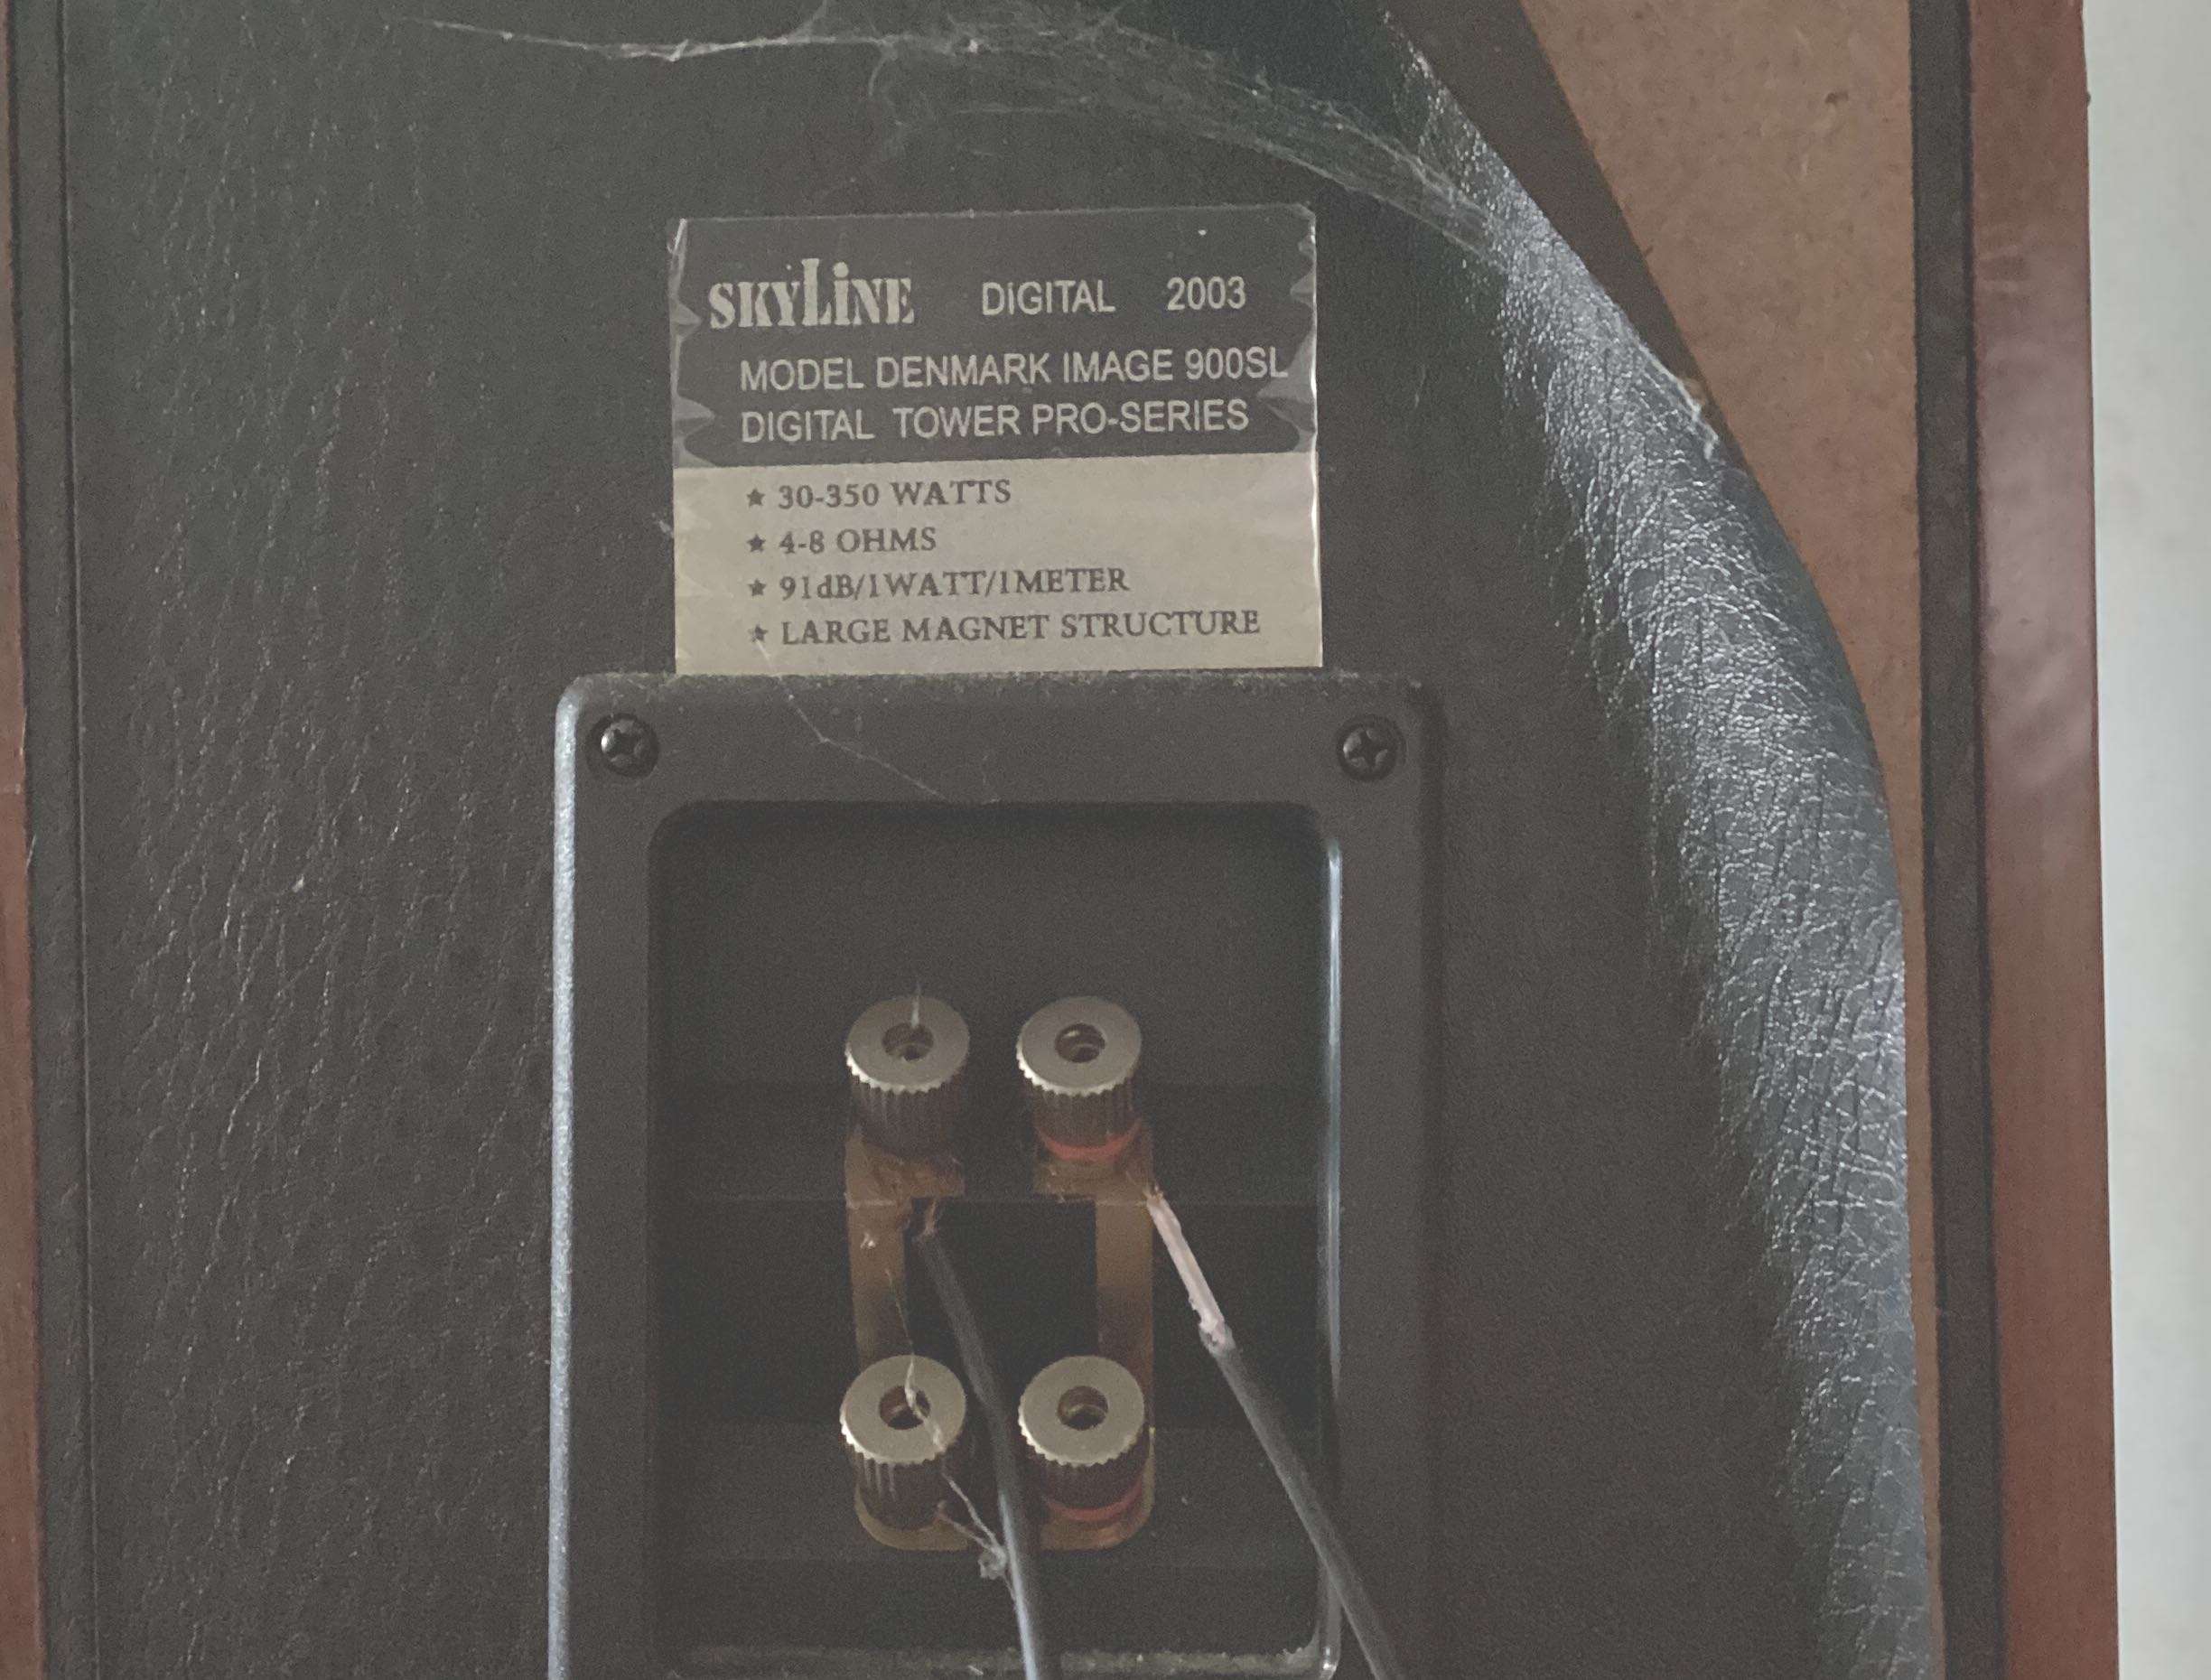 SKYLiNE DiGITAL 2003
MODEL DENMARK IMAGE 900SL
DIGITAL TOWER PRO-SERIES
★ 30-350 WATTS
★ 4-8 OHMS
★ 91dB/1WATT/1METER
★ LARGE MAGNET STRUCTURE